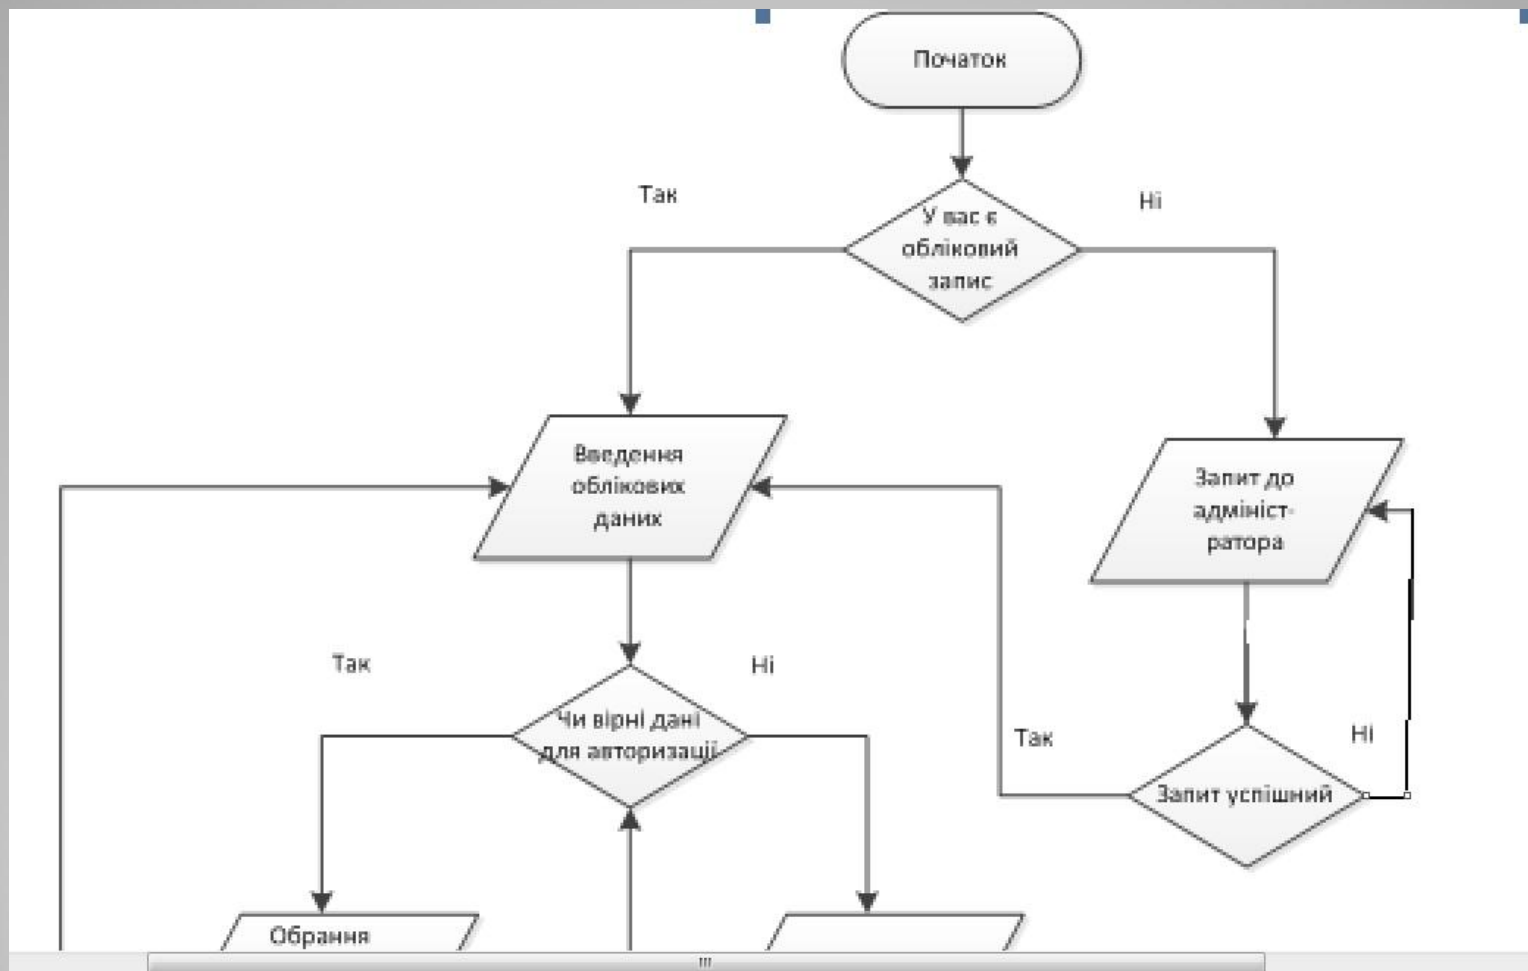 Початок
Так
Ні
У вас є
обліковий
запис
Введення
облікових
даних
Запит до
адмініст-
ратора
Так
Ні
Чи вірні дані
для авторизації
Так
Ні
Запит успішний
Обрання